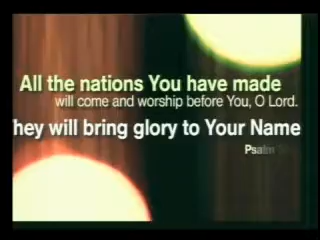 All the nations You have made
will come and worship before You, O Lord.
hey will bring glory to Your Name
Psalm